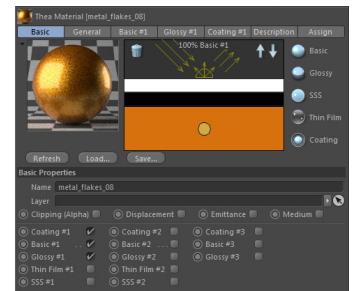 Thea Material [metal_flakes_08]
Basic General Basic #1 Glossy #1 Coating #1 Description Assign
100% Basic #1
Basic
Glossy
SSS
Thin Film
Coating
Refresh Load... Save...
Basic Properties
Name metal_flakes_08
Layer
Clipping (Alpha) Displacement Emittance Medium
Coating #1 Coating #2 Coating #3
Basic #1 . . Basic #2 . . . Basic #3
Glossy #1 Glossy #2 Glossy #3
Thin Film #1 Thin Film #2
SSS #1 SSS #2